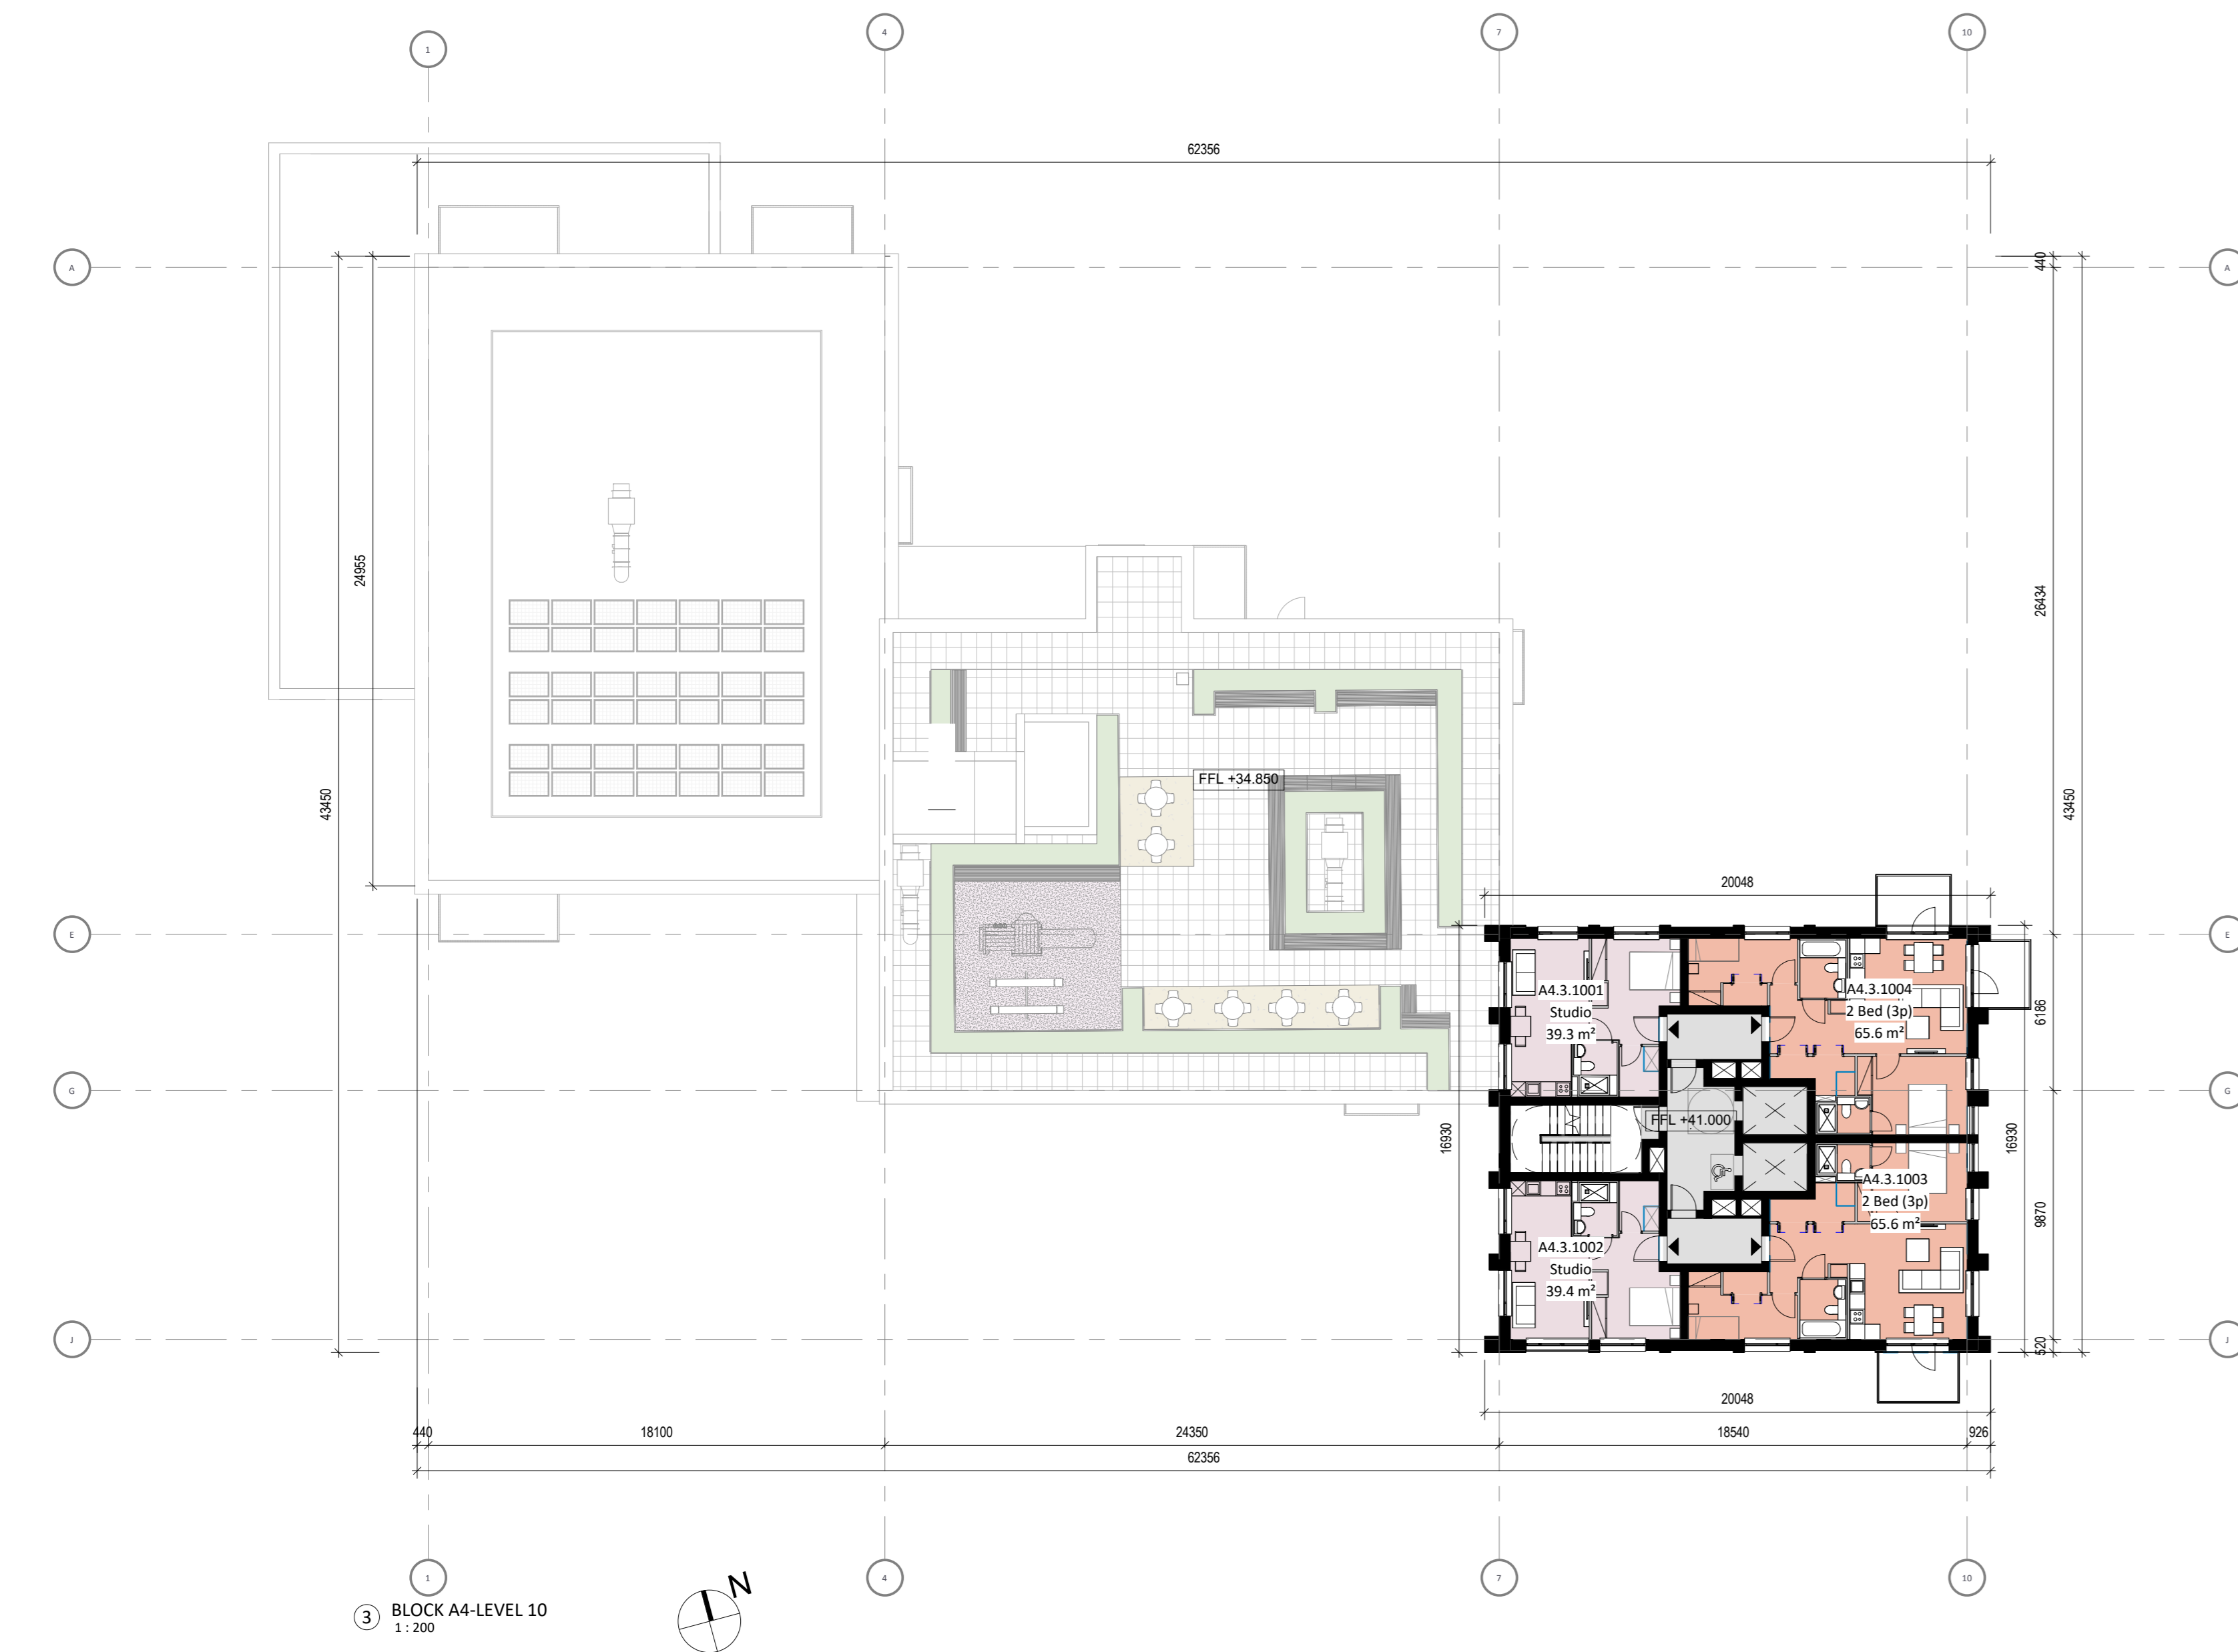 1
4
7
10
62356
A
440
A
24955
26434
FFL +34.850
43450
43450
20048
E
E
A4.3.1001
Studio
39.3 m²
A4.3.1004
2 Bed (3p)
65.6 m²
6186
G
G
FFL +41.000
16930
16930
A4.3.1003
2 Bed (3p)
65.6 m²
9870
A4.3.1002
Studio
39.4 m²
J
520
J
20048
440
18100
24350
18540
926
62356
1
4
7
10
N
3
BLOCK A4-LEVEL 10
1 : 200